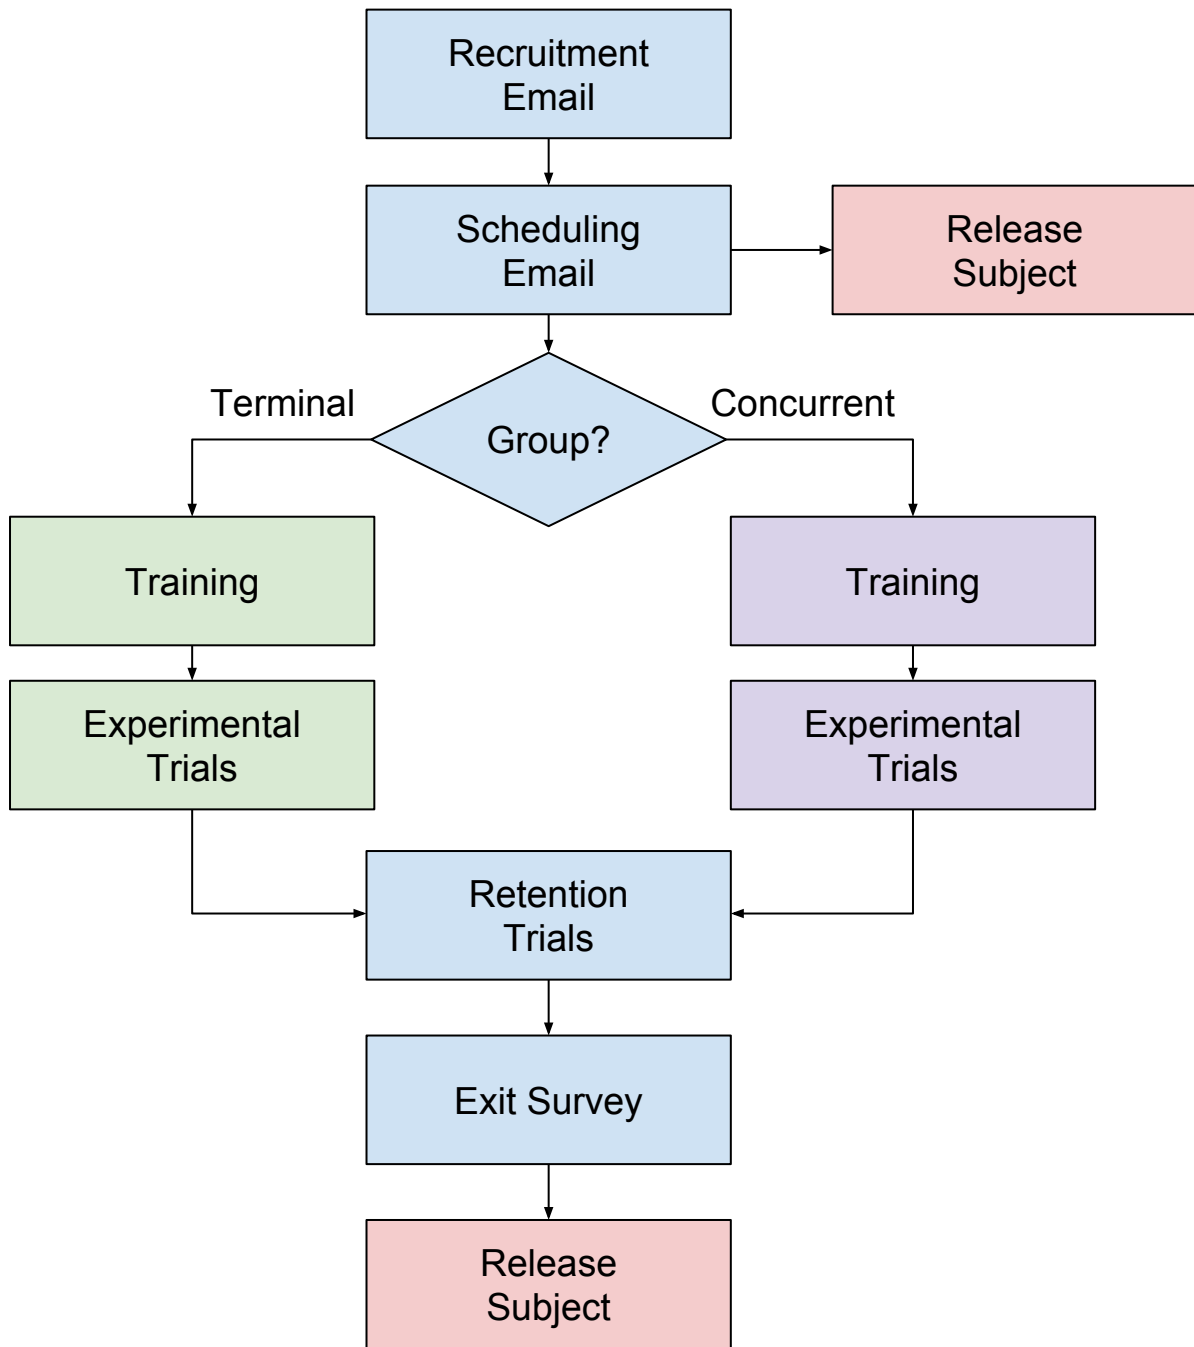 Recruitment
Email
Scheduling
Email
Release
Subject
Terminal
Concurrent
Group?
Training
Training
Experimental
Trials
Experimental
Trials
Retention
Trials
Exit Survey
Release
Subject